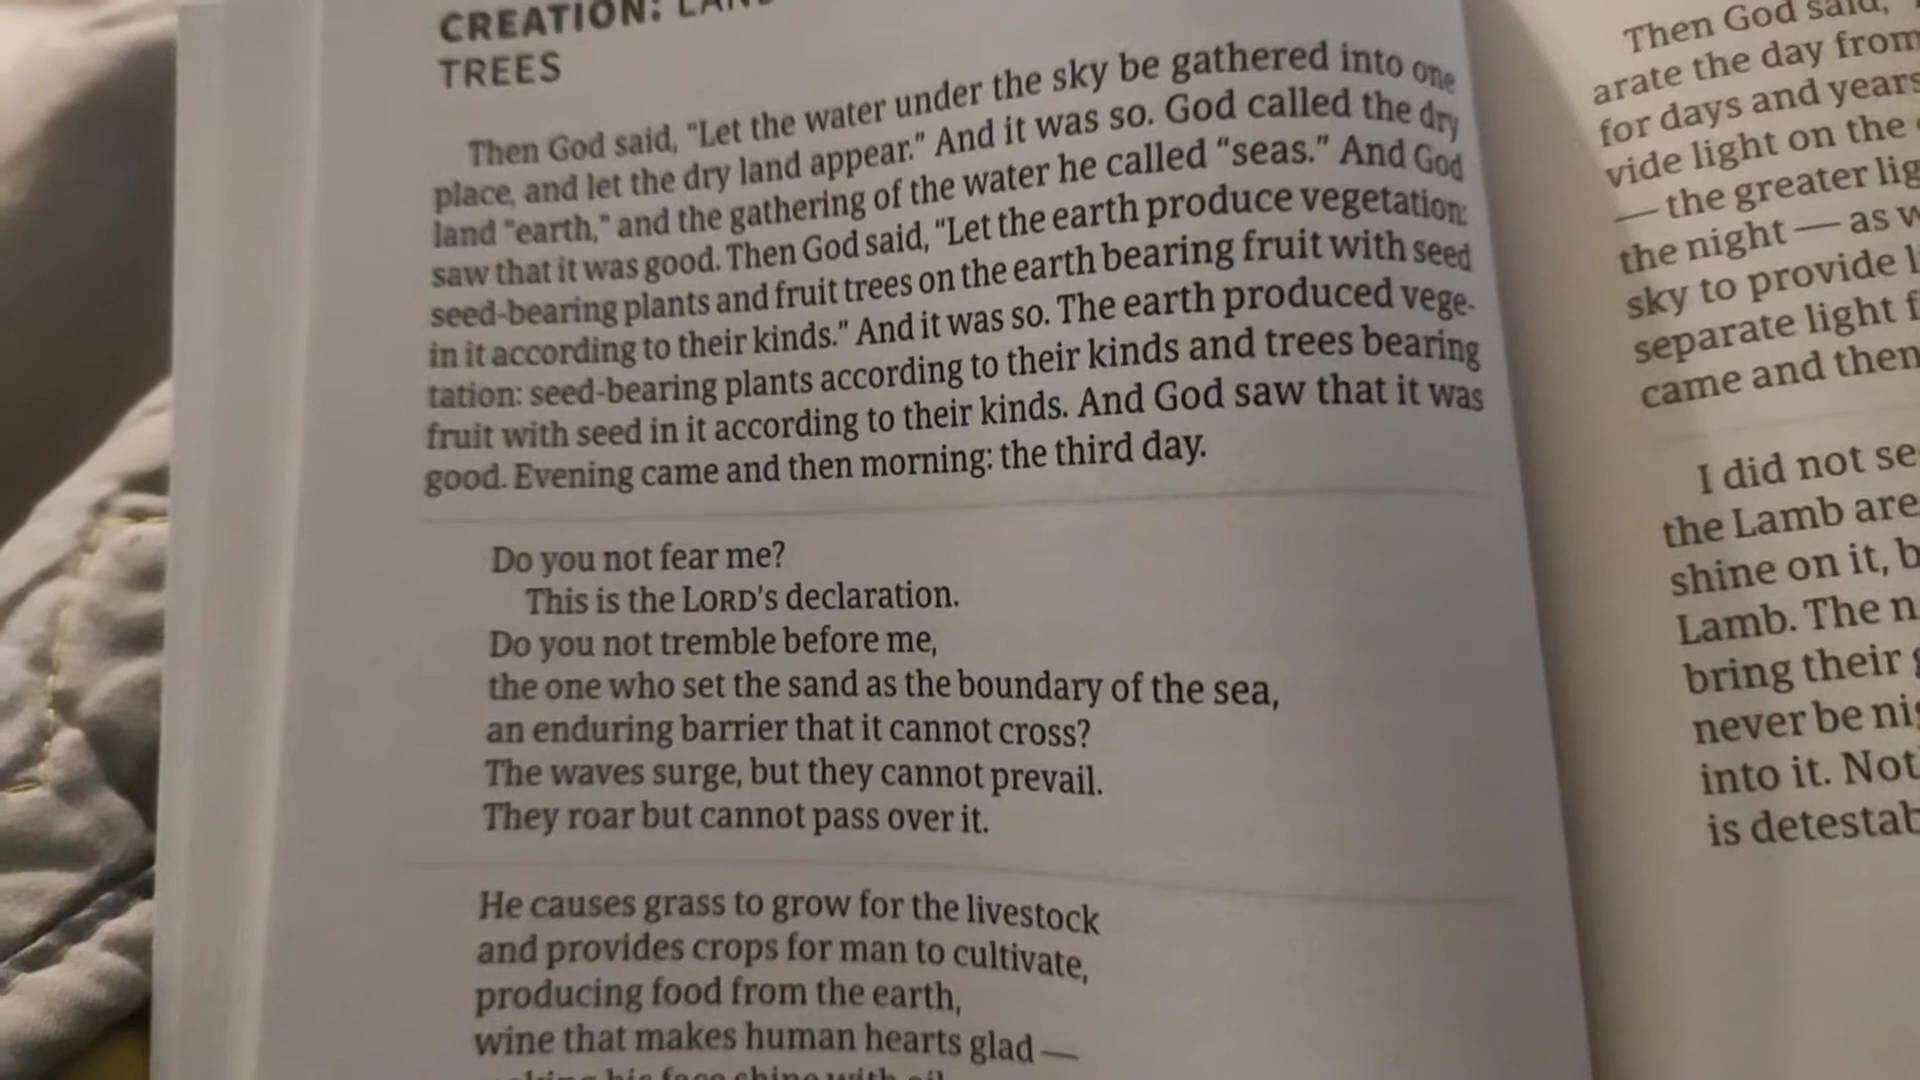 CREATION: LAND
TREES
Then God said, "Let the water under the sky be gathered into one
place, and let the dry land appear." And it was so. God called the dry
land "earth," and the gathering of the water he called "seas." And God
saw that it was good. Then God said, "Let the earth produce vegetation:
seed-bearing plants and fruit trees on the earth bearing fruit with seed
in it according to their kinds." And it was so. The earth produced vege-
tation: seed-bearing plants according to their kinds and trees bearing
fruit with seed in it according to their kinds. And God saw that it was
good. Evening came and then morning: the third day.
Do you not fear me?
This is the LORD's declaration.
Do you not tremble before me,
the one who set the sand as the boundary of the sea,
an enduring barrier that it cannot cross?
The waves surge, but they cannot prevail.
They roar but cannot pass over it.
He causes grass to grow for the livestock
and provides crops for man to cultivate,
producing food from the earth,
wine that makes human hearts glad —
his face shine with oil
Then God said,
arate the day from
for days and years
vide light on the
— the greater lig
the night — as w
sky to provide l
separate light f
came and then
I did not se
the Lamb are
shine on it, b
Lamb. The n
bring their g
never be nig
into it. Not
is detestab